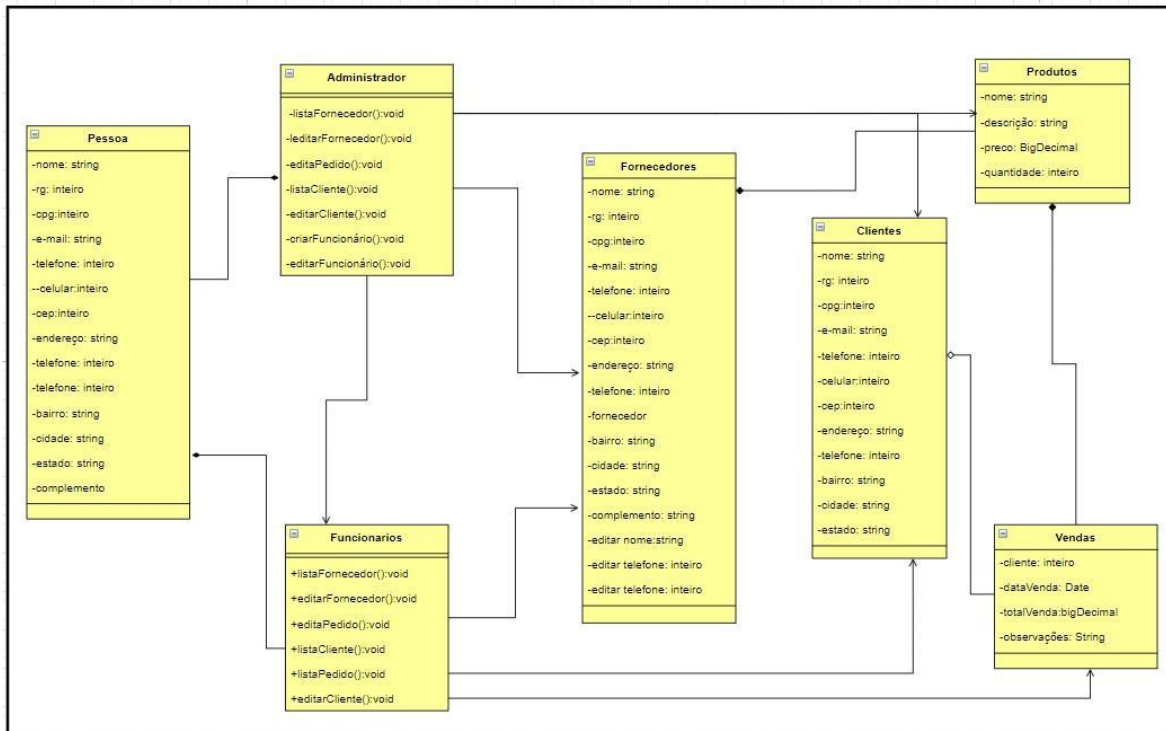 Pessoa
-nome: string
-rg: inteiro
-cpg:inteiro
-e-mail: string
-telefone: inteiro
--celular:inteiro
-cep:inteiro
-endereço: string
-telefone: inteiro
-telefone: inteiro
-bairro: string
-cidade: string
-estado: string
-complemento
Administrador
-listaFornecedor():void
-leditarFornecedor():void
-editaPedido():void
-listaCliente():void
-editarCliente():void
-criarFuncionário():void
-editarFuncionário():void
Funcionarios
+listaFornecedor():void
+editarFornecedor():void
+editaPedido():void
+listaCliente():void
+listaPedido():void
+editarCliente():void
Fornecedores
-nome: string
-rg: inteiro
-cpg:inteiro
-e-mail: string
-telefone: inteiro
--celular:inteiro
-cep:inteiro
-endereço: string
-telefone: inteiro
-fornecedor
-bairro: string
-cidade: string
-estado: string
-complemento: string
-editar nome:string
-editar telefone: inteiro
-editar telefone: inteiro
Clientes
-nome: string
-rg: inteiro
-cpg:inteiro
-e-mail: string
-telefone: inteiro
-celular:inteiro
-cep:inteiro
-endereço: string
-telefone: inteiro
-bairro: string
-cidade: string
-estado: string
Produtos
-nome: string
-descrição: string
-preco: BigDecimal
-quantidade: inteiro
Vendas
-cliente: inteiro
-dataVenda: Date
-totalVenda:bigDecimal
-observações: String